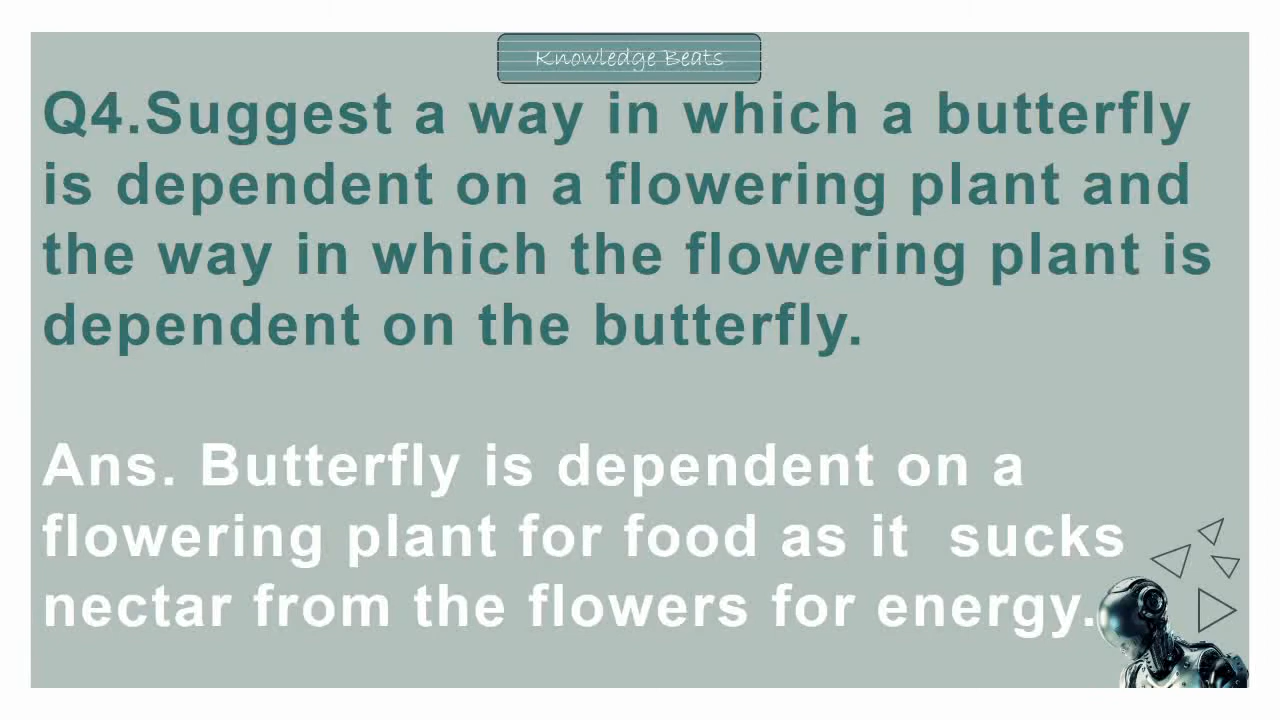 Knowledge Beats
Q4.Suggest a way in which a butterfly
is dependent on a flowering plant and
the way in which the flowering plant is
dependent on the butterfly.
Ans. Butterfly is dependent on a
flowering plant for food as it  sucks
nectar from the flowers for energy.